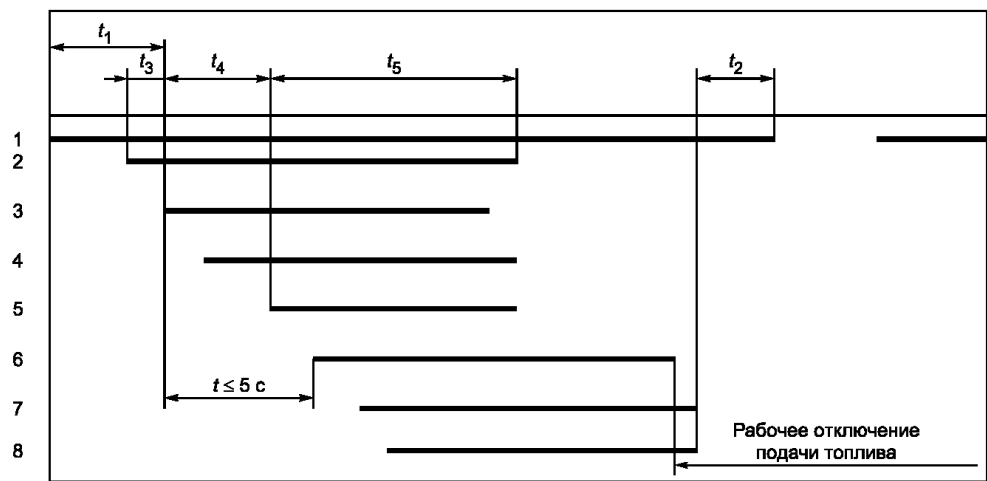 t₁
t₃ t₄ t₅ t₂
1
2
3
4
5
6
t ≤ 5 с
7
8
Рабочее отключение
подачи топлива